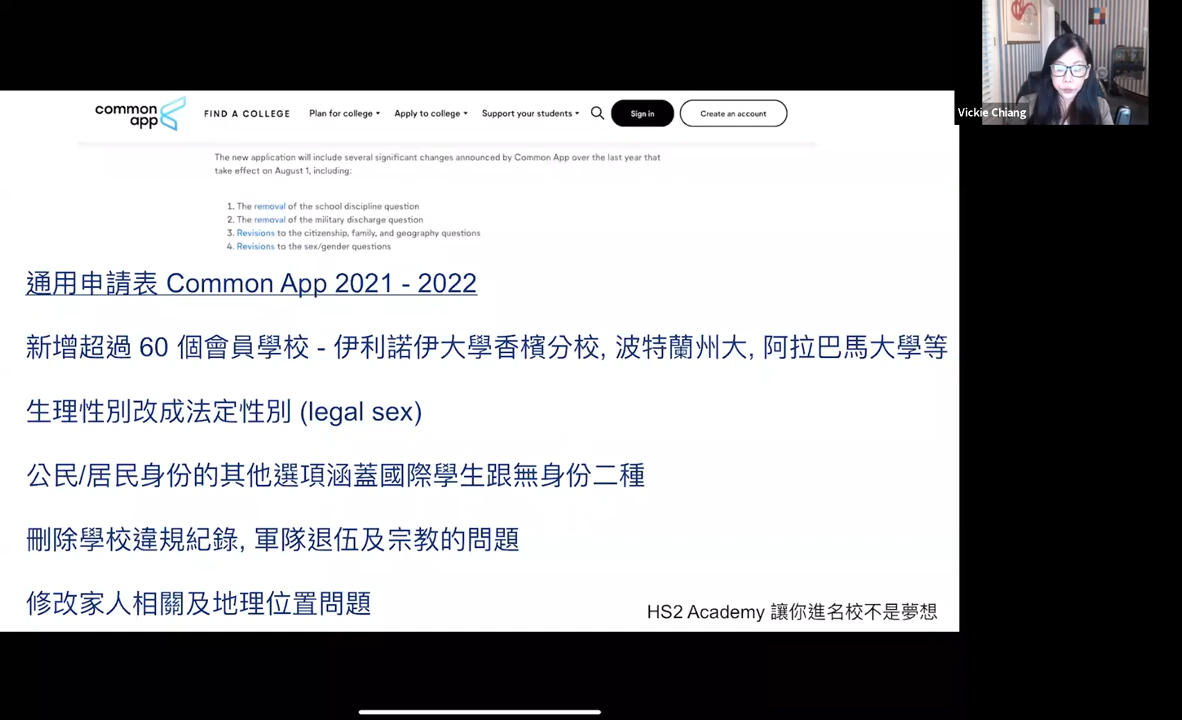 common app
FIND A COLLEGE Plan for college Apply to college Support your students Sign in Create an account
Vickie Chiang
The new application will include several significant changes announced by Common App over the last year that
take effect on August 1, including:
1. The removal of the school discipline question
2. The removal of the military discharge question
3. Revisions to the citizenship, family, and geography questions
4. Revisions to the sex/gender questions
通用申請表 Common App 2021 - 2022
新增超過 60 個會員學校 - 伊利諾伊大學香檳分校, 波特蘭州大, 阿拉巴馬大學等
生理性別改成法定性別 (legal sex)
公民/居民身份的其他選項涵蓋國際學生跟無身份二種
刪除學校違規紀錄, 軍隊退伍及宗教的問題
修改家人相關及地理位置問題
HS2 Academy 讓你進名校不是夢想